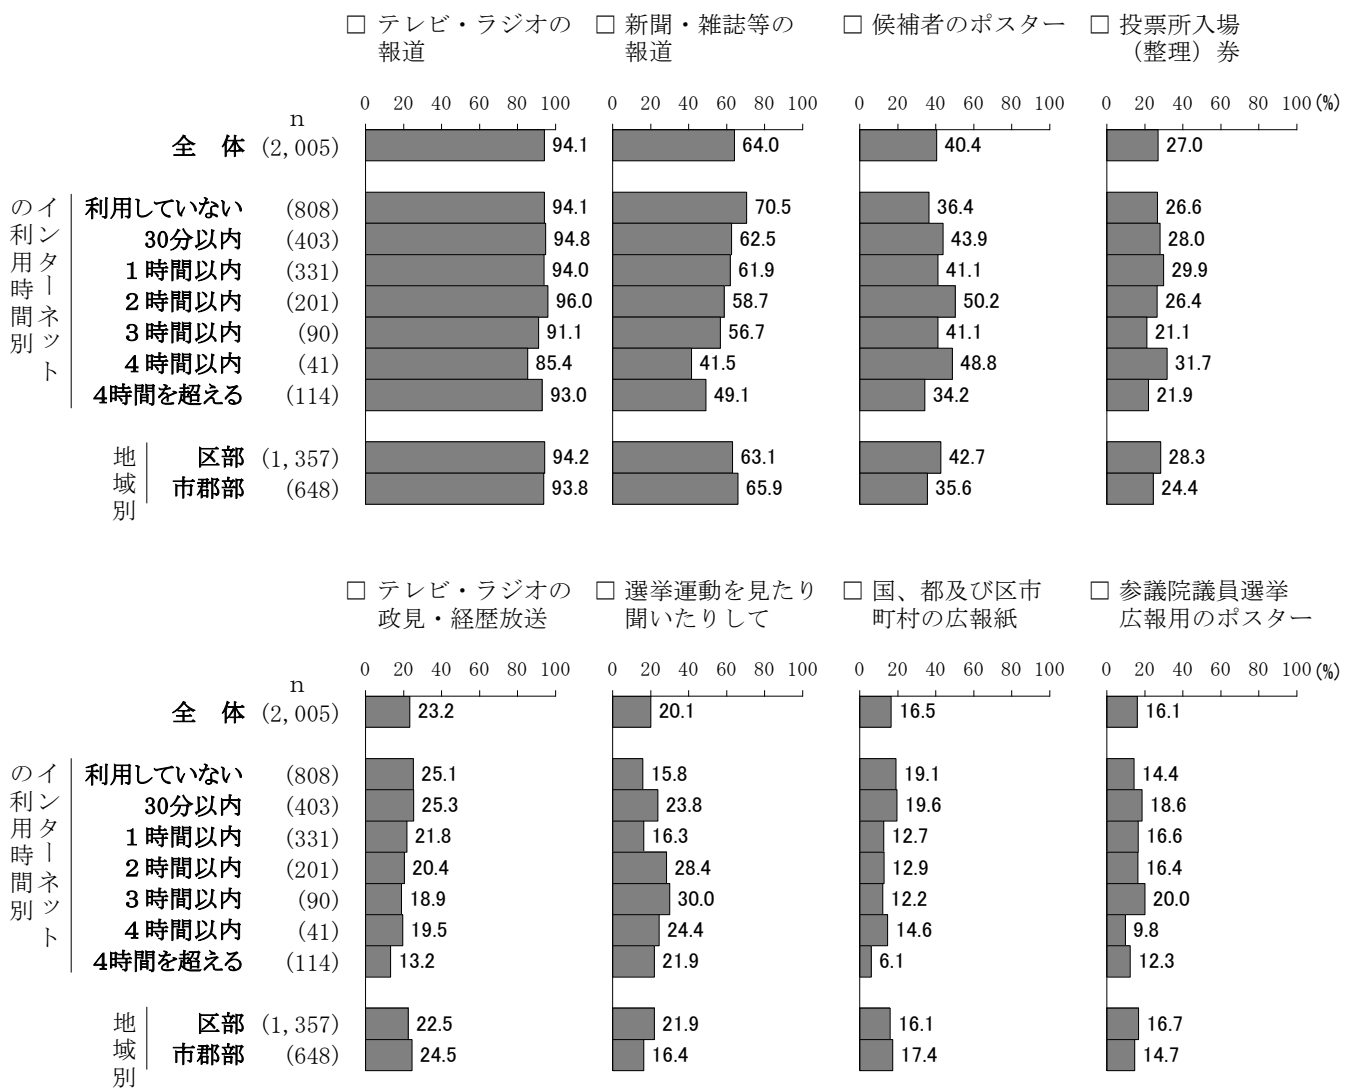 □ テレビ・ラジオの 報道
□ 新聞・雑誌等の 報道
□ 候補者のポスター
□ 投票所入場 (整理) 券
0 20 40 60 80 100 0 20 40 60 80 100 0 20 40 60 80 100 0 20 40 60 80 100 (%)
n
全 体 (2,005) 94.1 64.0 40.4 27.0
インターネットの利用時間別
利用していない (808) 94.1 70.5 36.4 26.6
30分以内 (403) 94.8 62.5 43.9 28.0
1時間以内 (331) 94.0 61.9 41.1 29.9
2時間以内 (201) 96.0 58.7 50.2 26.4
3時間以内 (90) 91.1 56.7 41.1 21.1
4時間以内 (41) 85.4 41.5 48.8 31.7
4時間を超える (114) 93.0 49.1 34.2 21.9
地域別
区部 (1,357) 94.2 63.1 42.7 28.3
市郡部 (648) 93.8 65.9 35.6 24.4
□ テレビ・ラジオの 政見・経歴放送
□ 選挙運動を見たり 聞いたりして
□ 国、都及び区市 町村の広報紙
□ 参議院議員選挙 広報用のポスター
0 20 40 60 80 100 0 20 40 60 80 100 0 20 40 60 80 100 0 20 40 60 80 100 (%)
n
全 体 (2,005) 23.2 20.1 16.5 16.1
インターネットの利用時間別
利用していない (808) 25.1 15.8 19.1 14.4
30分以内 (403) 25.3 23.8 19.6 18.6
1時間以内 (331) 21.8 16.3 12.7 16.6
2時間以内 (201) 20.4 28.4 12.9 16.4
3時間以内 (90) 18.9 30.0 12.2 20.0
4時間以内 (41) 19.5 24.4 14.6 9.8
4時間を超える (114) 13.2 21.9 6.1 12.3
地域別
区部 (1,357) 22.5 21.9 16.1 16.7
市郡部 (648) 24.5 16.4 17.4 14.7